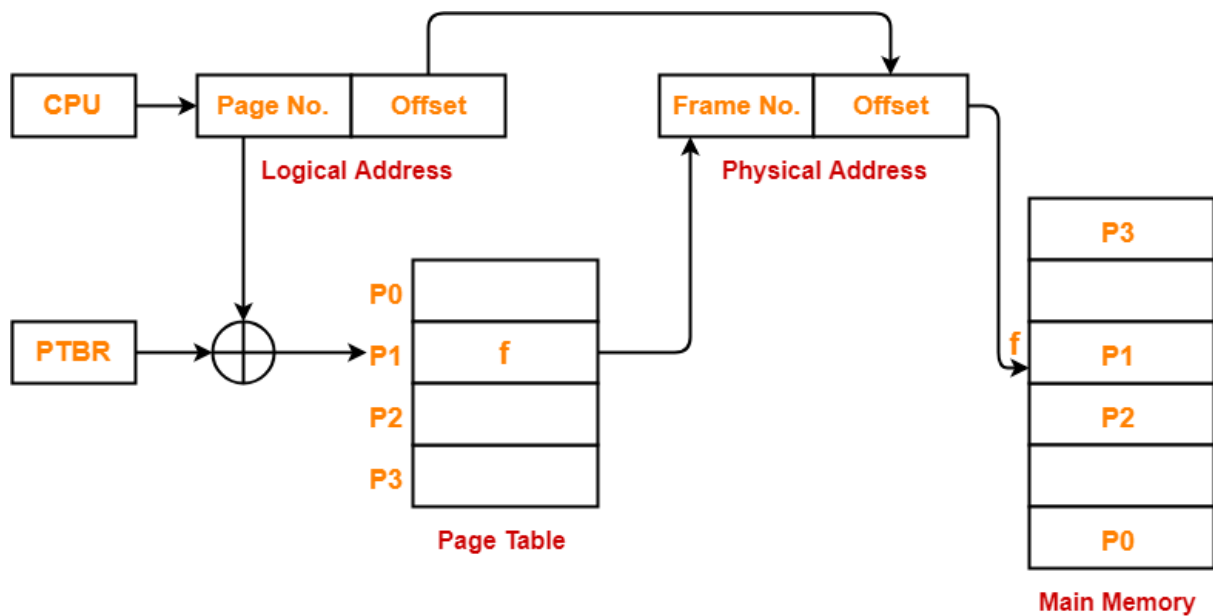 CPU
Page No.
Offset
Frame No.
Offset
Logical Address
Physical Address
P3
P0
PTBR
P1
f
f
P1
P2
P2
P3
Page Table
P0
Main Memory